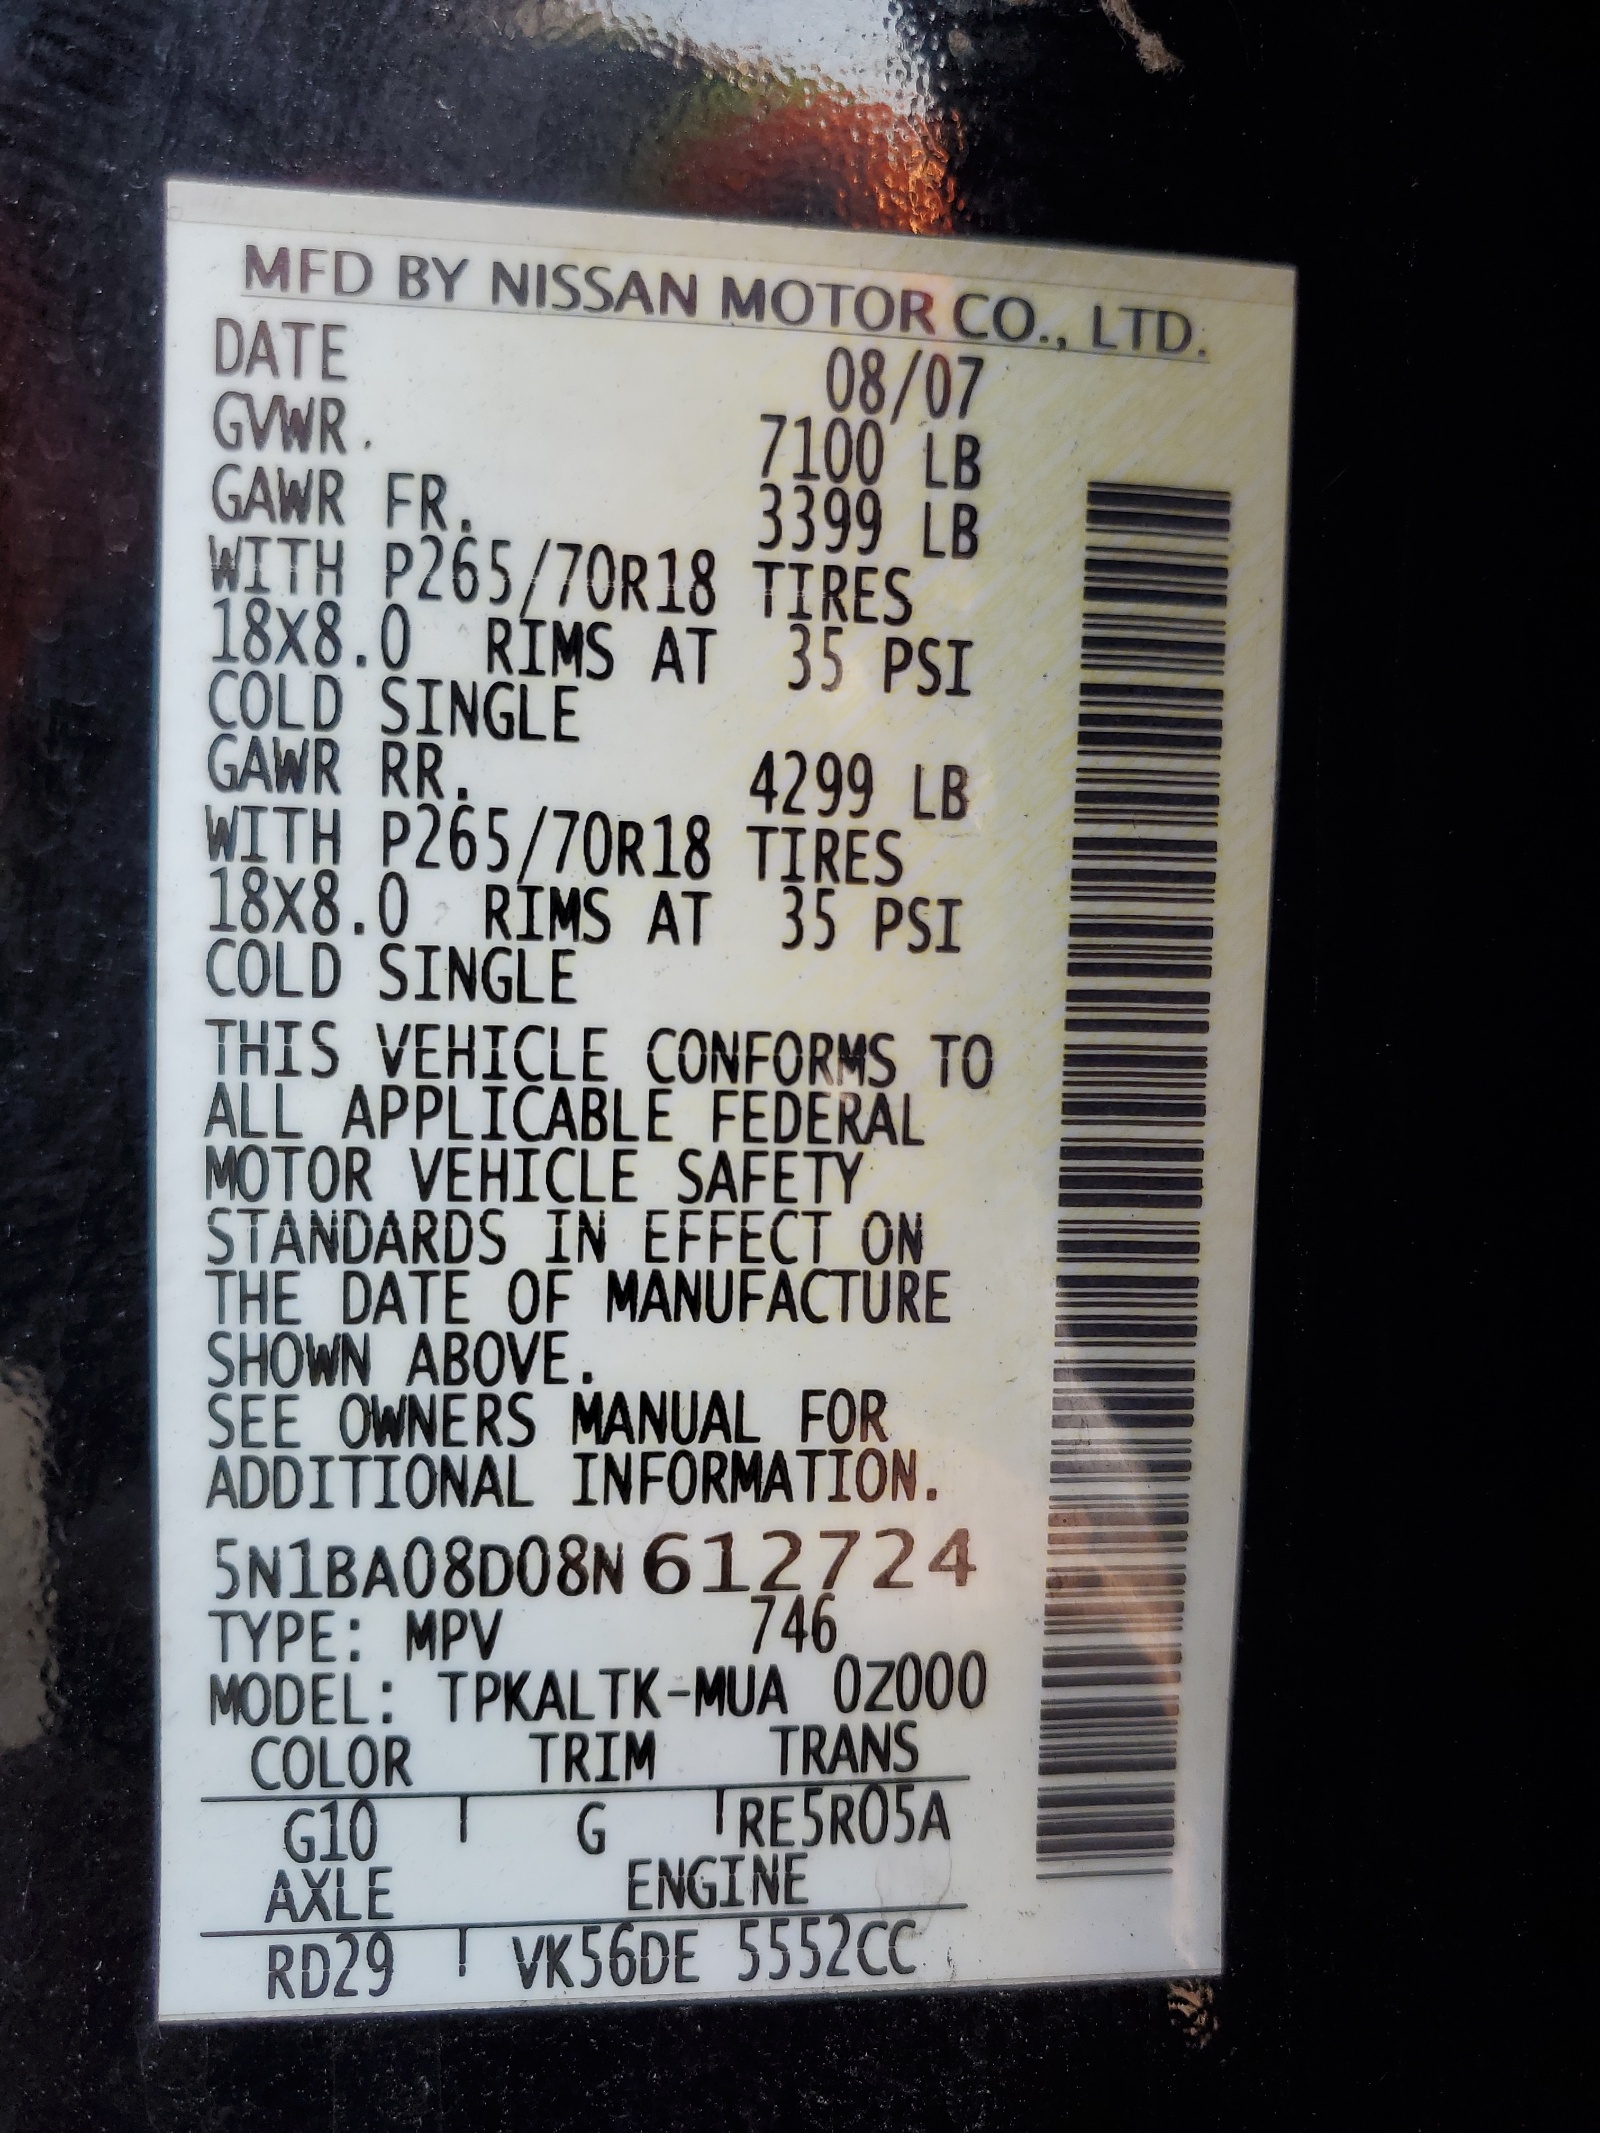 MFD BY NISSAN MOTOR CO., LTD.
DATE 08/07
GVWR. 7100 LB
GAWR FR. 3399 LB
WITH P265/70R18 TIRES
18X8.0 RIMS AT 35 PSI
COLD SINGLE
GAWR RR. 4299 LB
WITH P265/70R18 TIRES
18X8.0 RIMS AT 35 PSI
COLD SINGLE
THIS VEHICLE CONFORMS TO
ALL APPLICABLE FEDERAL
MOTOR VEHICLE SAFETY
STANDARDS IN EFFECT ON
THE DATE OF MANUFACTURE
SHOWN ABOVE.
SEE OWNERS MANUAL FOR
ADDITIONAL INFORMATION.
5N1BA08D08N612724
TYPE: MPV 746
MODEL: TPKALTK-MUA 0Z000
COLOR TRIM TRANS
G10 G RE5R05A
AXLE ENGINE
RD29 VK56DE 5552CC